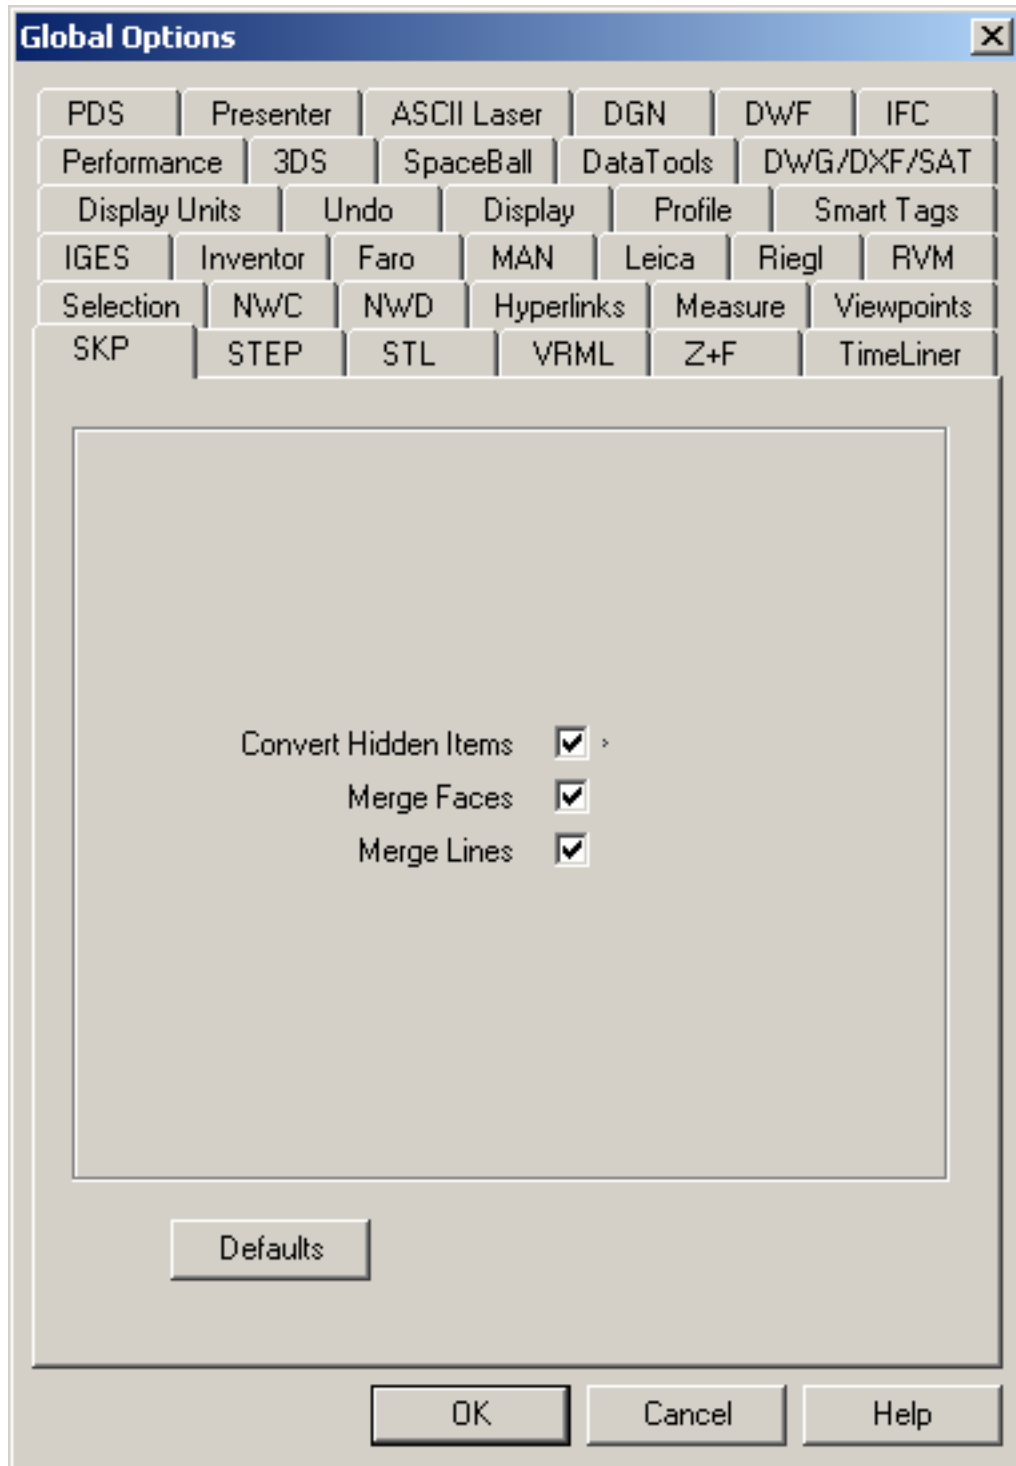 Global Options
PDS Presenter ASCII Laser DGN DWF IFC
Performance 3DS SpaceBall DataTools DWG/DXF/SAT
Display Units Undo Display Profile Smart Tags
IGES Inventor Faro MAN Leica Riegl RVM
Selection NWC NWD Hyperlinks Measure Viewpoints
SKP STEP STL VRML Z+F TimeLiner
Convert Hidden Items
Merge Faces
Merge Lines
Defaults
OK Cancel Help